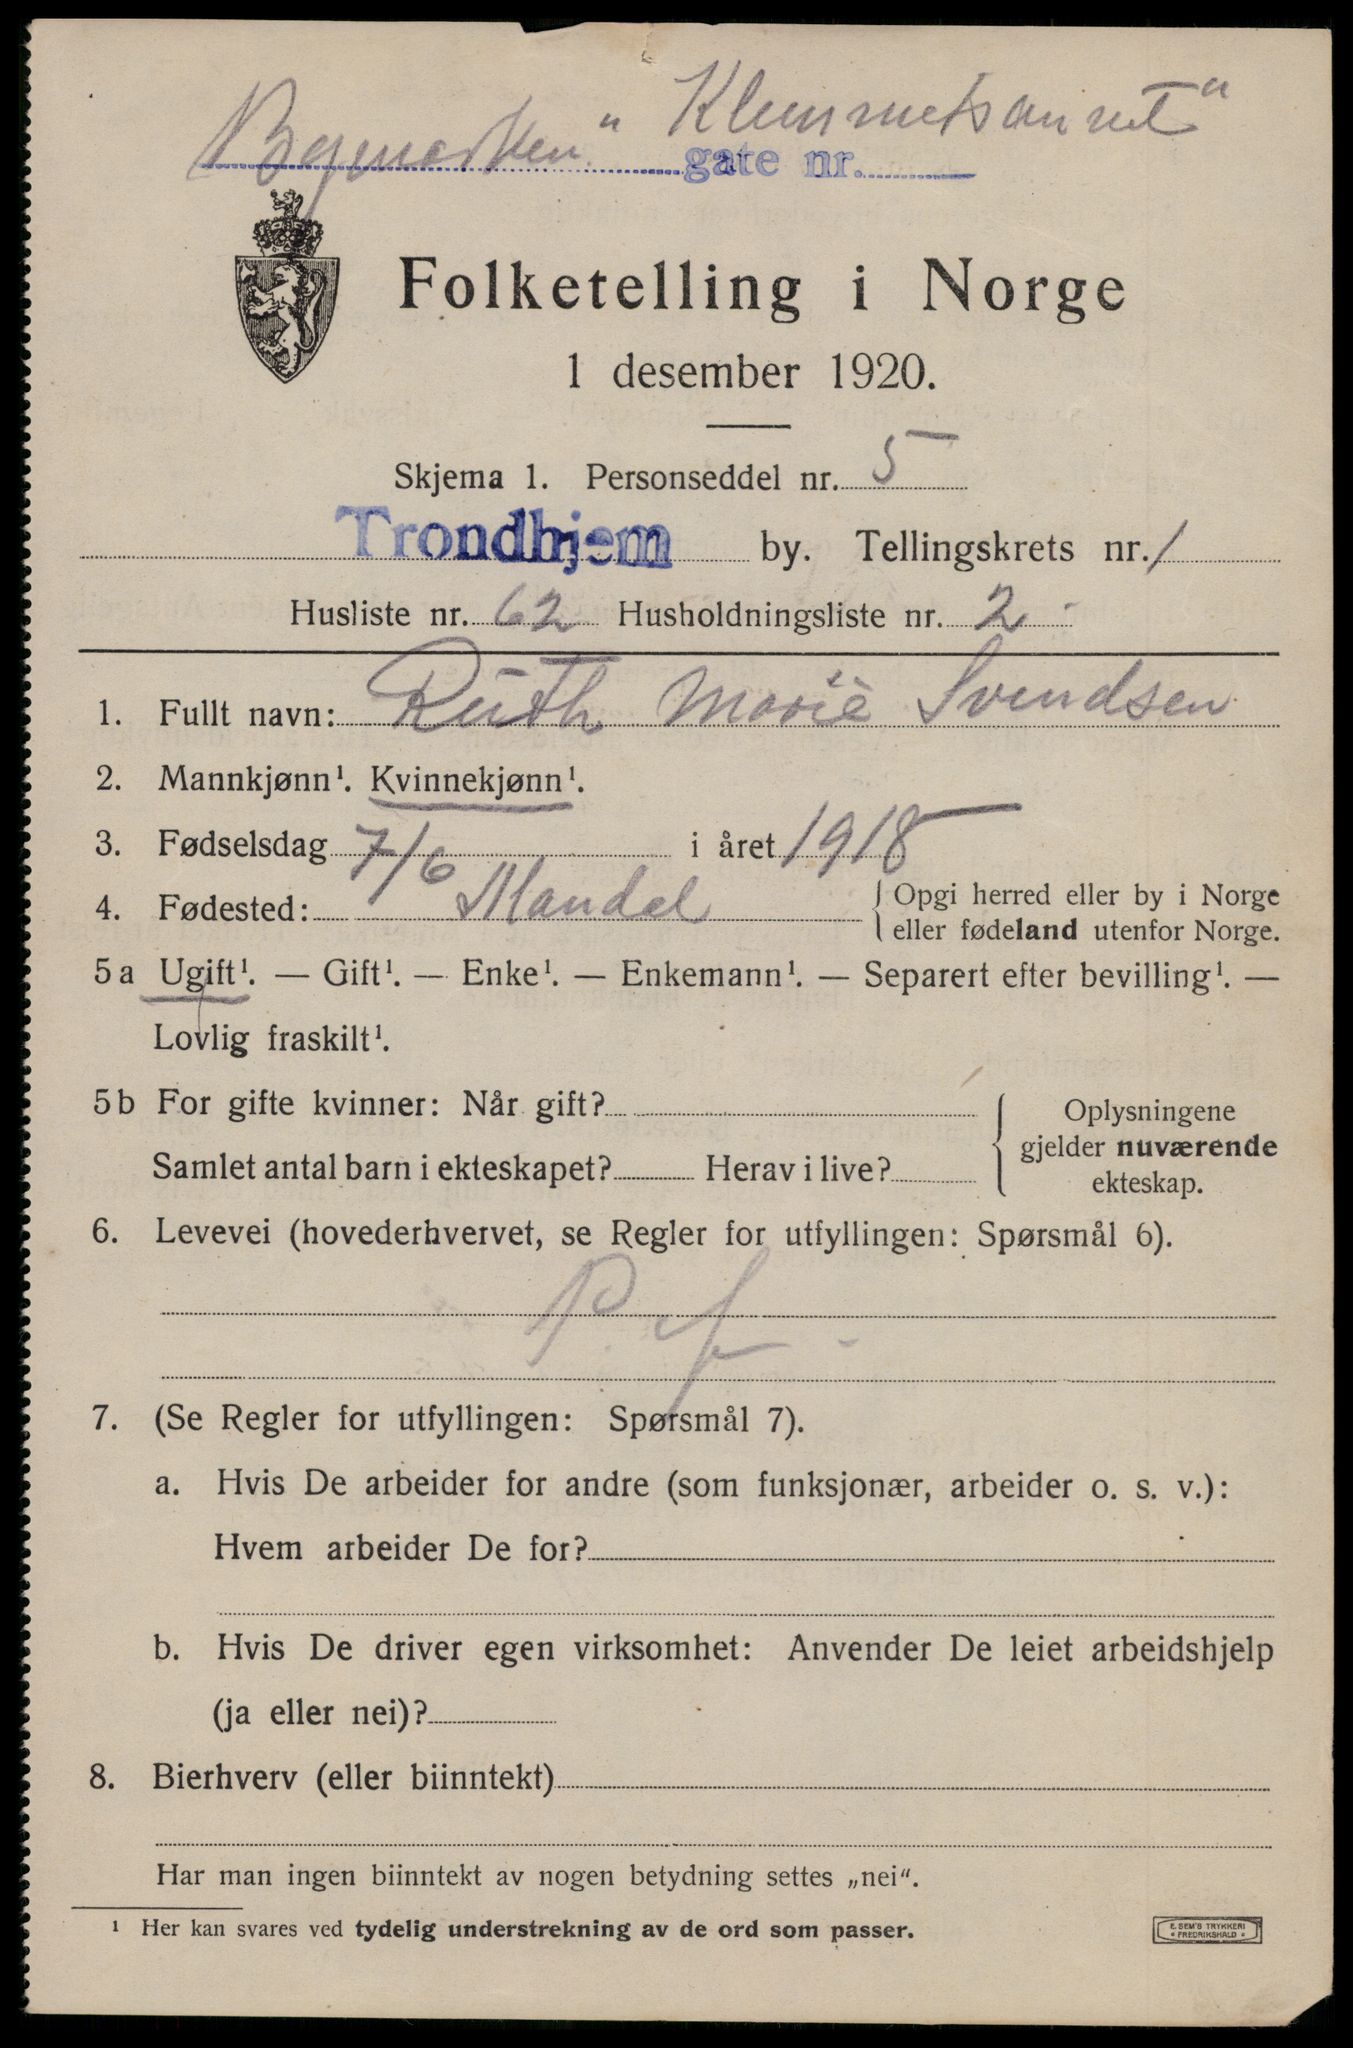 Bymarken „Klemmetsaunet“
gate nr.
Folketelling i Norge
1 desember 1920.
Skjema 1. Personseddel nr. 5
Trondhjem by. Tellingskrets nr. 1
Husliste nr. 62 Husholdningsliste nr. 2
1. Fullt navn: Ruth Marie Svendsen
2. Mannkjønn¹. Kvinnekjønn¹.
3. Fødselsdag 7/6 i året 1918
4. Fødested: Mandal { Opgi herred eller by i Norge
eller fødeland utenfor Norge.
5a Ugift¹. — Gift¹. — Enke¹. — Enkemann¹. — Separert efter bevilling¹. —
Lovlig fraskilt¹.
5b For gifte kvinner: Når gift?
Samlet antal barn i ekteskapet? Herav i live?
{ Oplysningene
gjelder nuværende
ekteskap.
6. Levevei (hovederhvervet, se Regler for utfyllingen: Spørsmål 6).
P. f
7. (Se Regler for utfyllingen: Spørsmål 7).
a. Hvis De arbeider for andre (som funksjonær, arbeider o. s. v.):
Hvem arbeider De for?
b. Hvis De driver egen virksomhet: Anvender De leiet arbeidshjelp
(ja eller nei)?
8. Bierhverv (eller biinntekt)
Har man ingen biinntekt av nogen betydning settes „nei“.
¹ Her kan svares ved tydelig understrekning av de ord som passer.
E. SEM'S TRYKKERI
FREDRIKSHALD